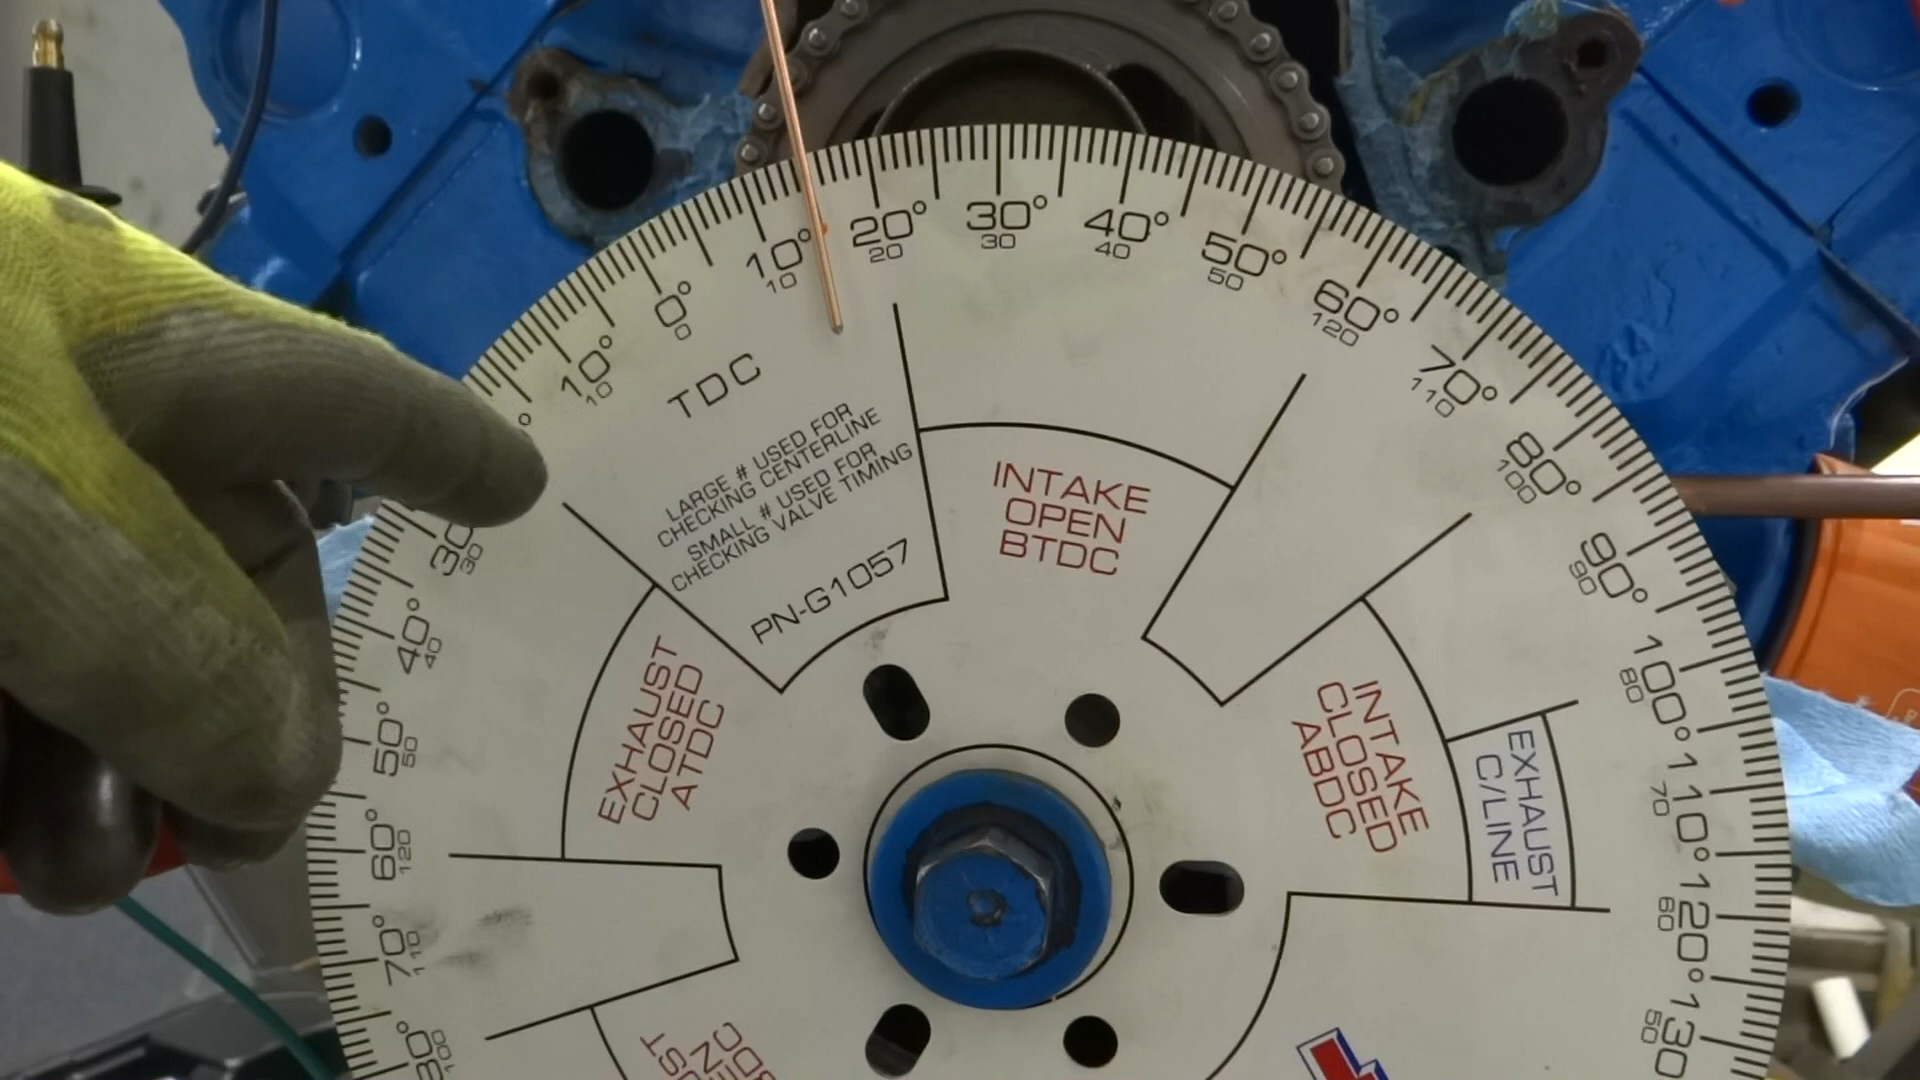 10°
10
0°
0
10°
10
20°
20
30°
30
40°
40
50°
50
60°
120
70°
110
80°
100
90°
90
100°
80
110°
70
120°
60
130
50
30
30
40°
40
50°
50
60°
120
70°
TDC
LARGE # USED FOR
CHECKING CENTERLINE
SMALL # USED FOR
CHECKING VALVE TIMING
PN-G1057
INTAKE
OPEN
BTDC
EXHAUST
CLOSED
ATDC
INTAKE
CLOSED
ABDC
EXHAUST
C/LINE